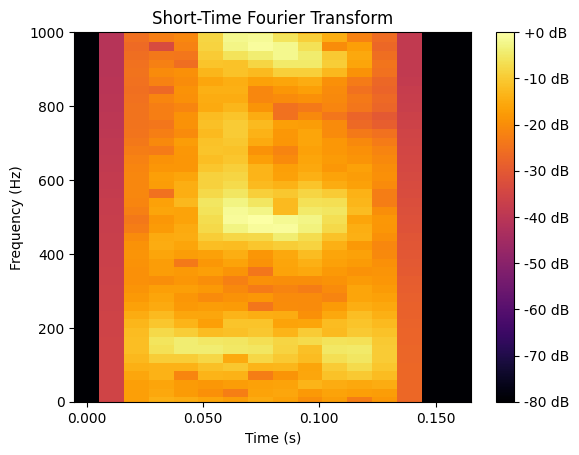 Short-Time Fourier Transform
Frequency (Hz)
1000
800
600
400
200
0
0.000
0.050
0.100
0.150
Time (s)
+0 dB
-10 dB
-20 dB
-30 dB
-40 dB
-50 dB
-60 dB
-70 dB
-80 dB